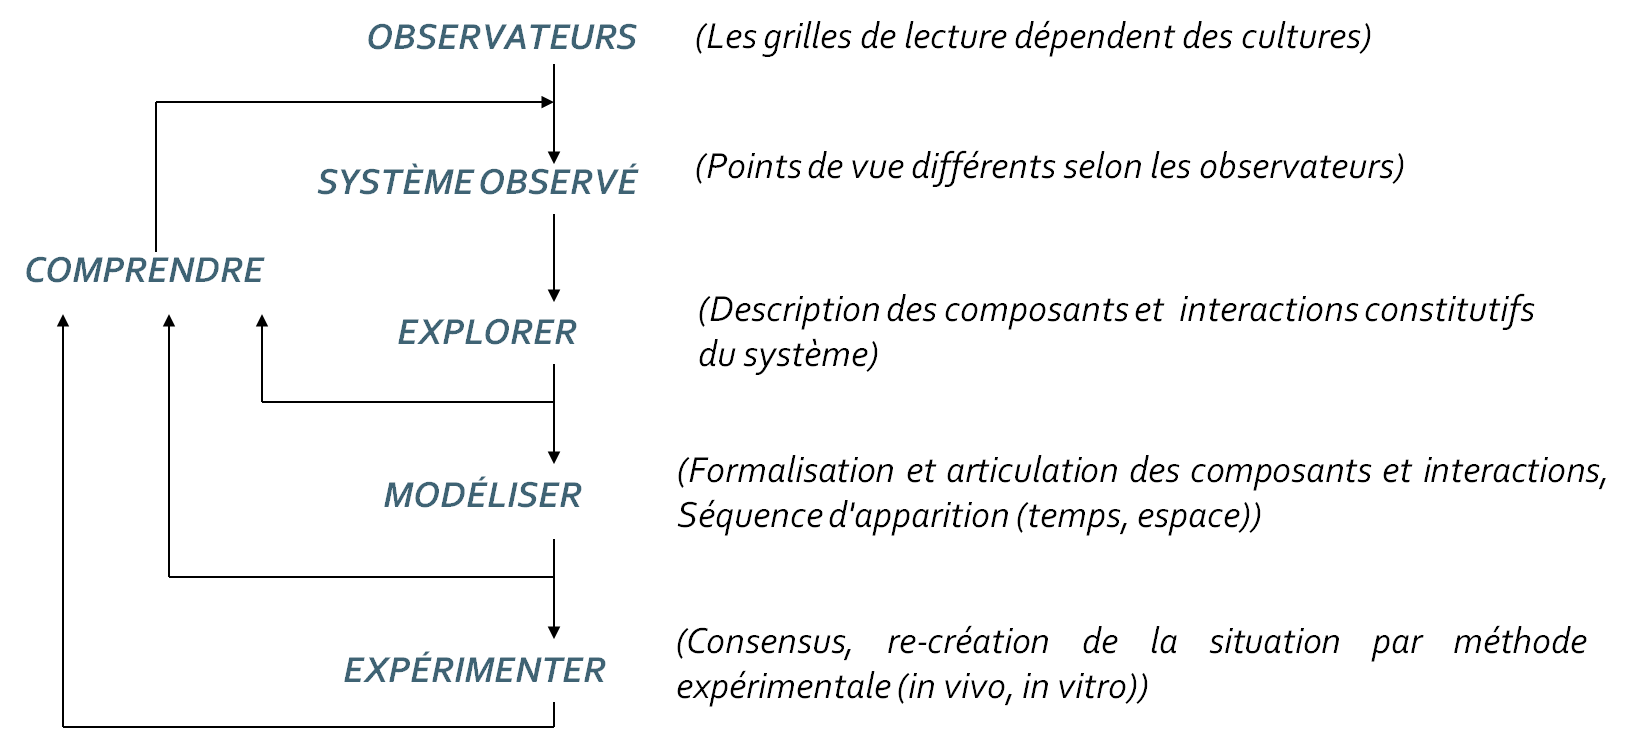 OBSERVATEURS (Les grilles de lecture dépendent des cultures)
SYSTÈME OBSERVÉ (Points de vue différents selon les observateurs)
COMPRENDRE
EXPLORER (Description des composants et interactions constitutifs
du système)
MODÉLISER (Formalisation et articulation des composants et interactions,
Séquence d'apparition (temps, espace))
EXPÉRIMENTER (Consensus, re-création de la situation par méthode
expérimentale (in vivo, in vitro))